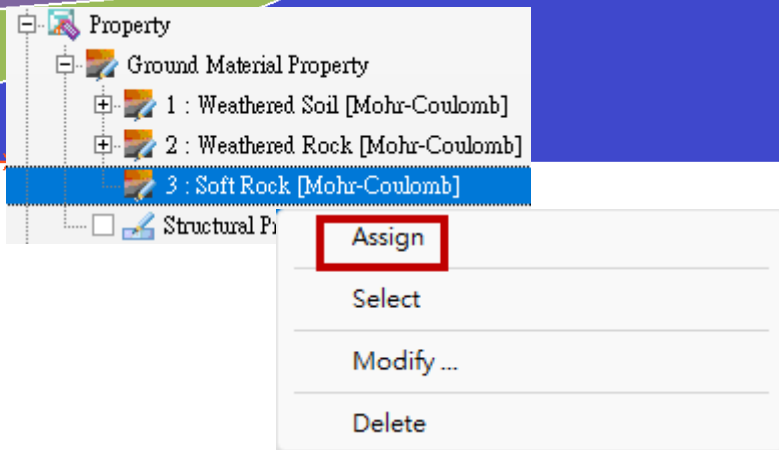 Property
Ground Material Property
1 : Weathered Soil [Mohr-Coulomb]
2 : Weathered Rock [Mohr-Coulomb]
3 : Soft Rock [Mohr-Coulomb]
Structural
Assign
Select
Modify ...
Delete